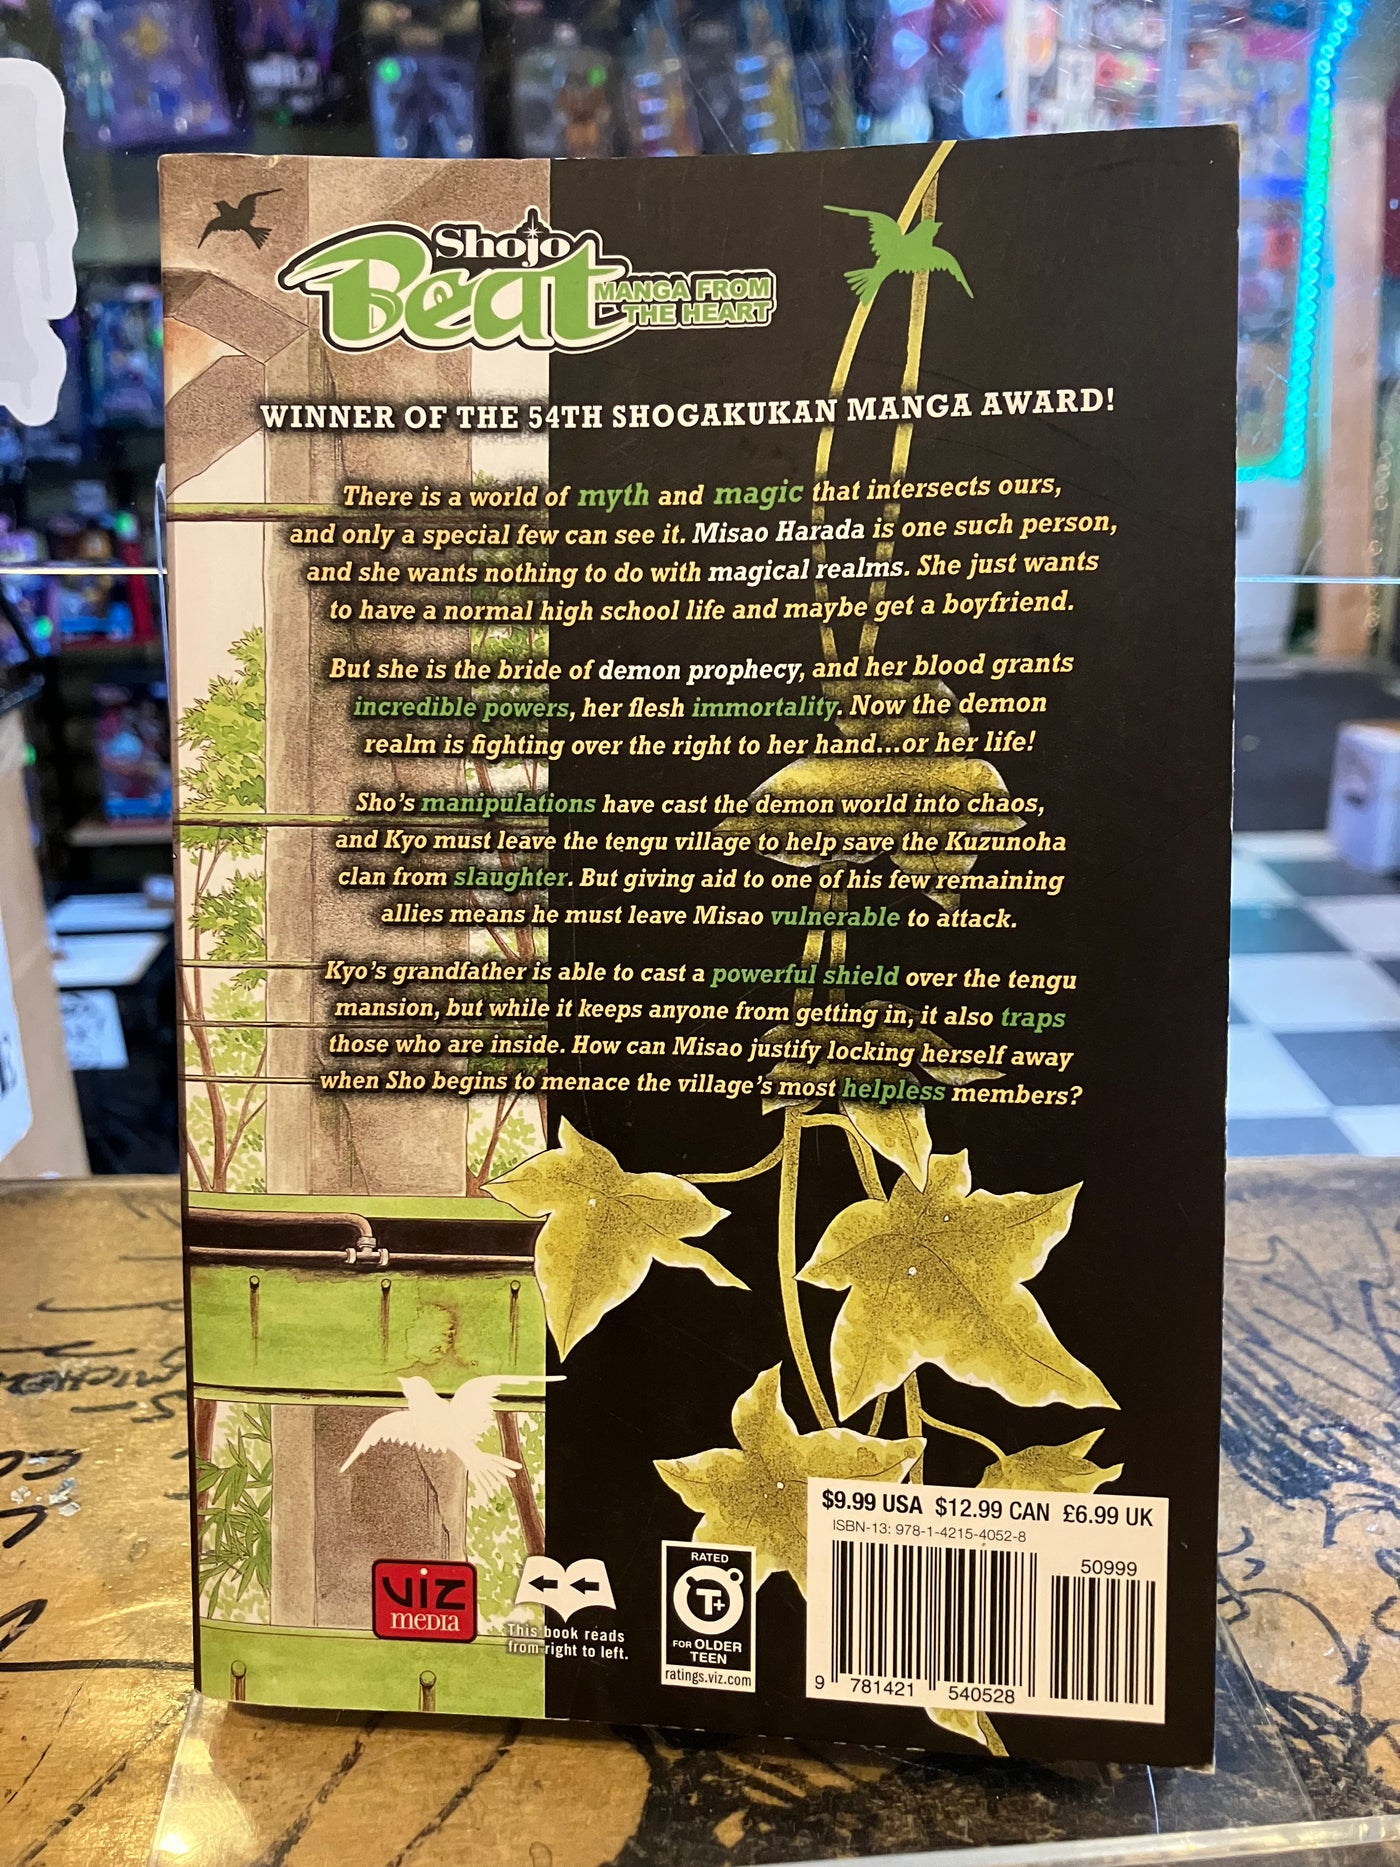 Shojo
Beat
MANGA FROM
THE HEART
WINNER OF THE 54TH SHOGAKUKAN MANGA AWARD!
There is a world of myth and magic that intersects ours,
and only a special few can see it. Misao Harada is one such person,
and she wants nothing to do with magical realms. She just wants
to have a normal high school life and maybe get a boyfriend.
But she is the bride of demon prophecy, and her blood grants
incredible powers, her flesh immortality. Now the demon
realm is fighting over the right to her hand...or her life!
Sho's manipulations have cast the demon world into chaos,
and Kyo must leave the tengu village to help save the Kuzunoha
clan from slaughter. But giving aid to one of his few remaining
allies means he must leave Misao vulnerable to attack.
Kyo's grandfather is able to cast a powerful shield over the tengu
mansion, but while it keeps anyone from getting in, it also traps
those who are inside. How can Misao justify locking herself away
when Sho begins to menace the village's most helpless members?
$9.99 USA $12.99 CAN £6.99 UK
ISBN-13: 978-1-4215-4052-8
50999
9 781421 540528
viz
media
This book reads
from right to left.
RATED
T+
FOR OLDER
TEEN
ratings.viz.com